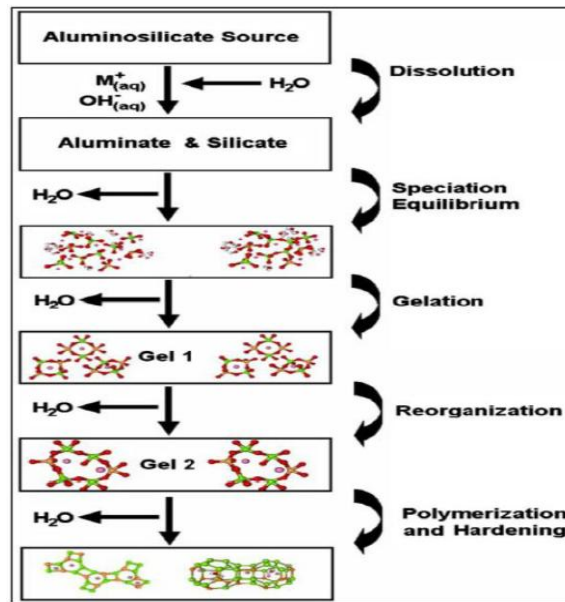 Aluminosilicate Source
M⁺(aq)
OH⁻(aq)
H₂O
Dissolution
Aluminate & Silicate
H₂O
Speciation
Equilibrium
H₂O
Gelation
Gel 1
H₂O
Reorganization
Gel 2
H₂O
Polymerization
and Hardening